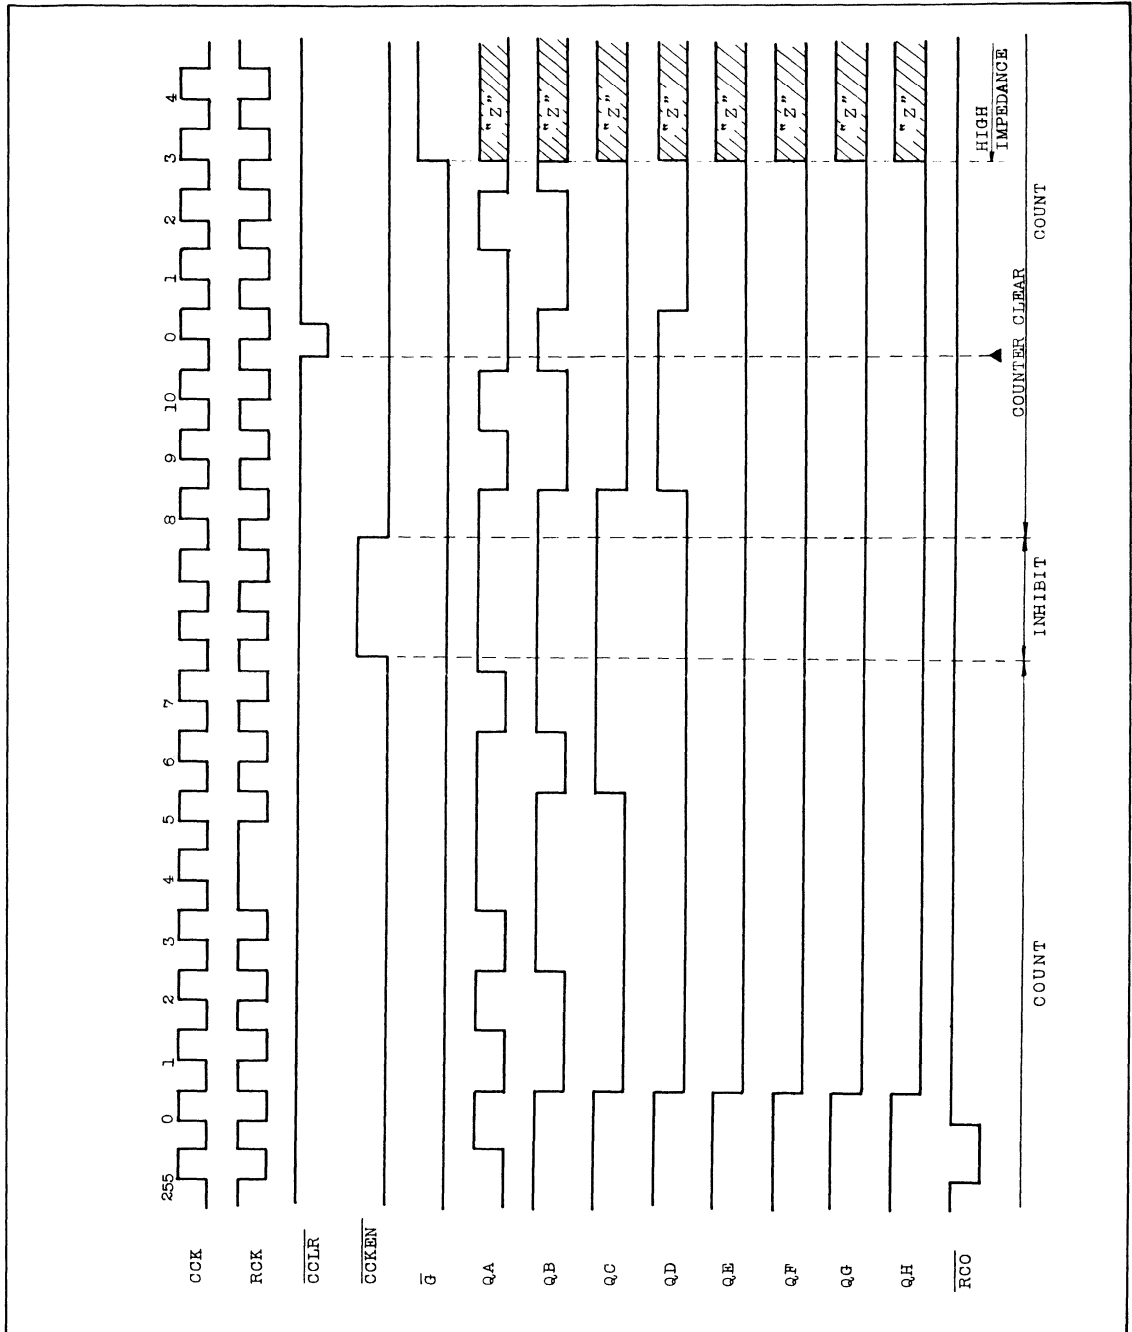 255 0 1 2 3 4 5 6 7 8 9 10 0 1 2 3 4
CCK
RCK
CCLR
CCKEN
G
QA "Z"
QB "Z"
QC "Z"
QD "Z"
QE "Z"
QF "Z"
QG "Z"
QH "Z"
RCO
HIGH
IMPEDANCE
COUNT INHIBIT COUNT
COUNTER CLEAR